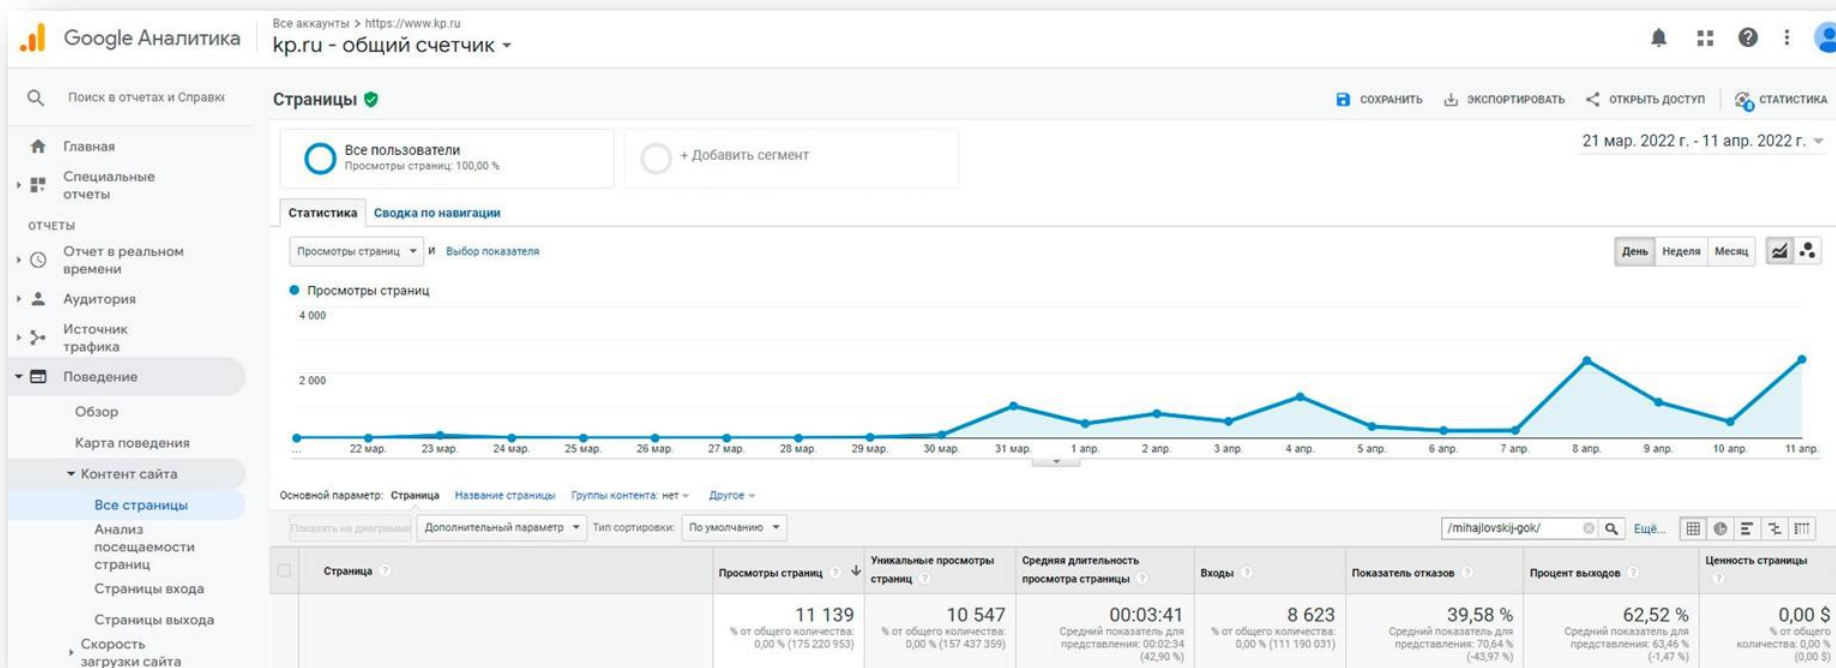 Google Аналитика
Все аккаунты > https://www.kp.ru
kp.ru - общий счетчик
Поиск в отчетах и Справке
Страницы
СОХРАНИТЬ
ЭКСПОРТИРОВАТЬ
ОТКРЫТЬ ДОСТУП
СТАТИСТИКА
Главная
Специальные
отчеты
ОТЧЕТЫ
Отчет в реальном
времени
Аудитория
Источник
трафика
Поведение
Обзор
Карта поведения
Контент сайта
Все страницы
Анализ
посещаемости
страниц
Страницы входа
Страницы выхода
Скорость
загрузки сайта
Все пользователи
Просмотры страниц: 100,00 %
+ Добавить сегмент
21 мар. 2022 г. - 11 апр. 2022 г.
Статистика
Сводка по навигации
Просмотры страниц
и
Выбор показателя
День
Неделя
Месяц
Просмотры страниц
4 000
2 000
... 22 мар. 23 мар. 24 мар. 25 мар. 26 мар. 27 мар. 28 мар. 29 мар. 30 мар. 31 мар. 1 апр. 2 апр. 3 апр. 4 апр. 5 апр. 6 апр. 7 апр. 8 апр. 9 апр. 10 апр. 11 апр.
Основной параметр: Страница Название страницы Группы контента: нет Другое
Показать на диаграмме
Дополнительный параметр
Тип сортировки:
По умолчанию
/mihajlovskij-gok/
Ещё...
Страница
Просмотры страниц
Уникальные просмотры
страниц
Средняя длительность
просмотра страницы
Входы
Показатель отказов
Процент выходов
Ценность страницы
11 139
% от общего количества:
0,00 % (175 220 953)
10 547
% от общего количества:
0,00 % (157 437 359)
00:03:41
Средний показатель для
представления: 00:02:34
(42,90 %)
8 623
% от общего количества:
0,00 % (111 190 031)
39,58 %
Средний показатель для
представления: 70,64 %
(-43,97 %)
62,52 %
Средний показатель для
представления: 63,46 %
(-1,47 %)
0,00 $
% от общего
количества: 0,00 %
(0,00 $)